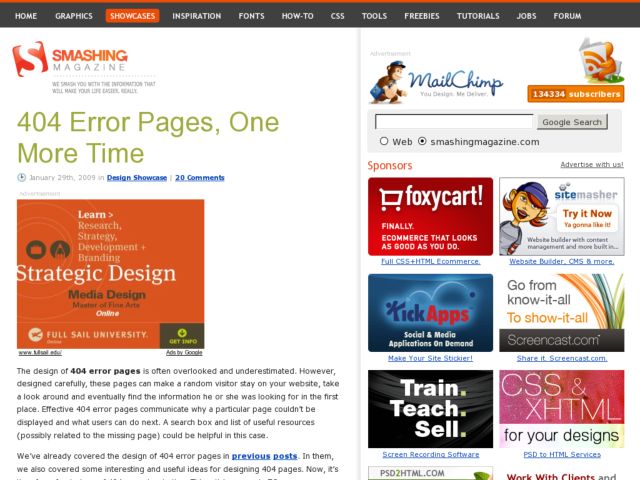 HOME GRAPHICS SHOWCASES INSPIRATION FONTS HOW-TO CSS TOOLS FREEBIES TUTORIALS JOBS FORUM
SMASHING
MAGAZINE
WE SMASH YOU WITH THE INFORMATION THAT
WILL MAKE YOUR LIFE EASIER. REALLY.
404 Error Pages, One
More Time
January 29th, 2009 in Design Showcase | 20 Comments
Advertisement
Learn >
Research,
Strategy,
Development +
Branding
Strategic Design
Media Design
Master of Fine Arts
Online
FULL SAIL UNIVERSITY.
Online
GET INFO
www.fullsail.edu/
Ads by Google
The design of 404 error pages is often overlooked and underestimated. However,
designed carefully, these pages can make a random visitor stay on your website, take
a look around and eventually find the information he or she was looking for in the first
place. Effective 404 error pages communicate why a particular page couldn't be
displayed and what users can do next. A search box and list of useful resources
(possibly related to the missing page) could be helpful in this case.
We've already covered the design of 404 error pages in previous posts. In them,
we also covered some interesting and useful ideas for designing 404 pages. Now, it's
Advertisement
MailChimp
You Design. Me Deliver.
134334 subscribers
Google Search
Web smashingmagazine.com
Sponsors
Advertise with us!
foxycart!
FINALLY.
ECOMMERCE THAT LOOKS
AS GOOD AS YOU DO.
Full CSS+HTML Ecommerce.
sitemasher
Try it Now
Ya gonna like it!
Website builder with content
management and more built in...
Website Builder, CMS & more.
KickApps
Social & Media
Applications On Demand
Make Your Site Stickier!
Go from
know-it-all
To show-it-all
Screencast.com
Share it. Screencast.com.
Train.
Teach.
Sell.
Screen Recording Software
CSS &
XHTML
for your designs
PSD to HTML Services
PSD2HTML.COM
Work With Clients and